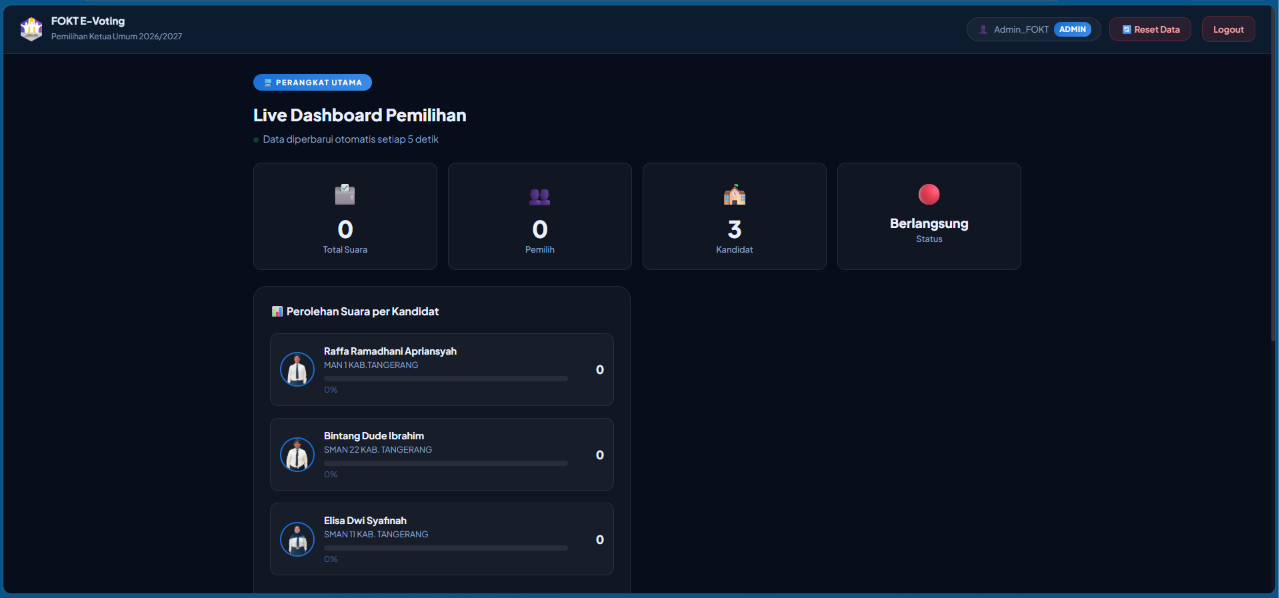 FOKT E-Voting
Pemilihan Ketua Umum 2026/2027
Admin_FOKT ADMIN
Reset Data
Logout
PERANGKAT UTAMA
Live Dashboard Pemilihan
Data diperbarui otomatis setiap 5 detik
0
Total Suara
0
Pemilih
3
Kandidat
Berlangsung
Status
Perolehan Suara per Kandidat
Raffa Ramadhani Apriansyah
MAN 1 KAB.TANGERANG
0
0%
Bintang Dude Ibrahim
SMAN 22 KAB. TANGERANG
0
0%
Elisa Dwi Syafinah
SMAN 11 KAB. TANGERANG
0
0%